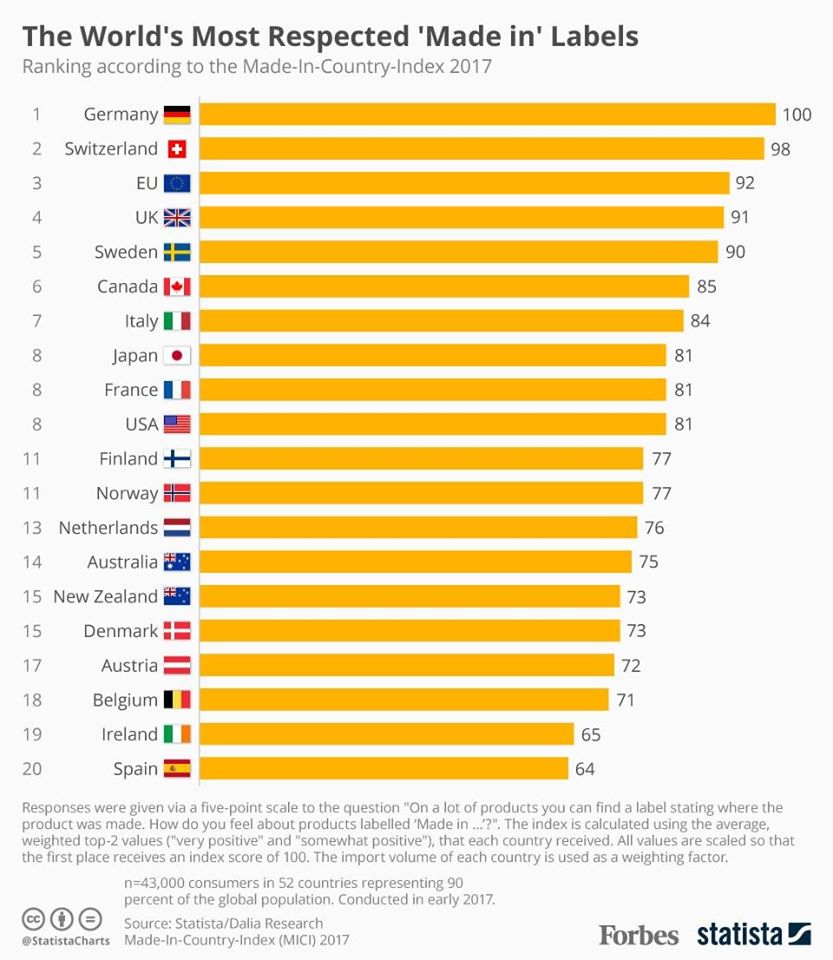 The World's Most Respected 'Made in' Labels
Ranking according to the Made-In-Country-Index 2017
1 Germany 100
2 Switzerland 98
3 EU 92
4 UK 91
5 Sweden 90
6 Canada 85
7 Italy 84
8 Japan 81
8 France 81
8 USA 81
11 Finland 77
11 Norway 77
13 Netherlands 76
14 Australia 75
15 New Zealand 73
15 Denmark 73
17 Austria 72
18 Belgium 71
19 Ireland 65
20 Spain 64
Responses were given via a five-point scale to the question "On a lot of products you can find a label stating where the
product was made. How do you feel about products labelled ‘Made in ...’?". The index is calculated using the average,
weighted top-2 values ("very positive" and "somewhat positive"), that each country received. All values are scaled so that
the first place receives an index score of 100. The import volume of each country is used as a weighting factor.
n=43,000 consumers in 52 countries representing 90
percent of the global population. Conducted in early 2017.
cc
@StatistaCharts
Source: Statista/Dalia Research
Made-In-Country-Index (MICI) 2017
Forbes statista